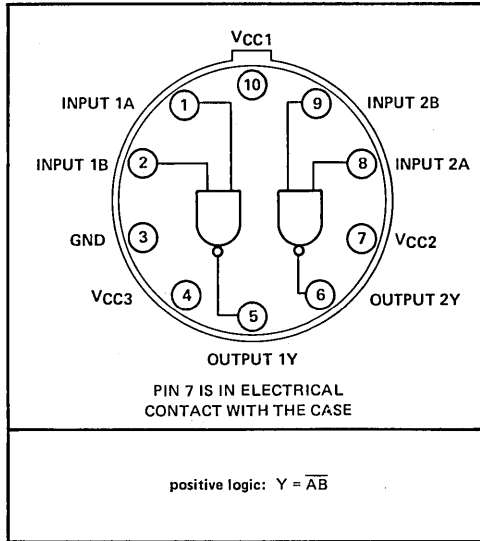 VCC1
10
INPUT 1A 1 9 INPUT 2B
INPUT 1B 2 8 INPUT 2A
GND 3 7 VCC2
VCC3 4 6 OUTPUT 2Y
5
OUTPUT 1Y
PIN 7 IS IN ELECTRICAL
CONTACT WITH THE CASE
positive logic: Y = A̅B̅